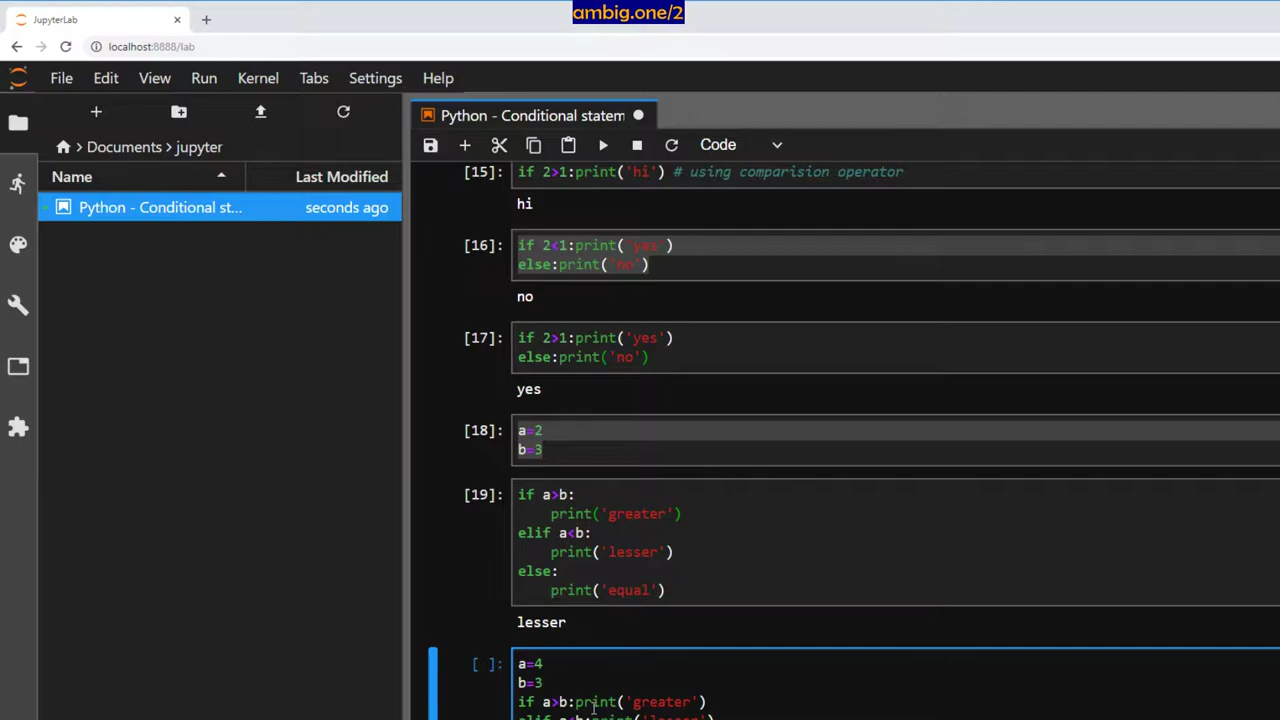 ambig.one/2
JupyterLab
localhost:8888/lab
File Edit View Run Kernel Tabs Settings Help
Python - Conditional statem
> Documents > jupyter
Code
Name Last Modified
Python - Conditional st... seconds ago
[15]: if 2>1:print('hi') # using comparision operator
hi
[16]: if 2<1:print('yes')
else:print('no')
no
[17]: if 2>1:print('yes')
else:print('no')
yes
[18]: a=2
b=3
[19]: if a>b:
print('greater')
elif a<b:
print('lesser')
else:
print('equal')
lesser
[ ]: a=4
b=3
if a>b:print('greater')
elif a<b:print('lesser')